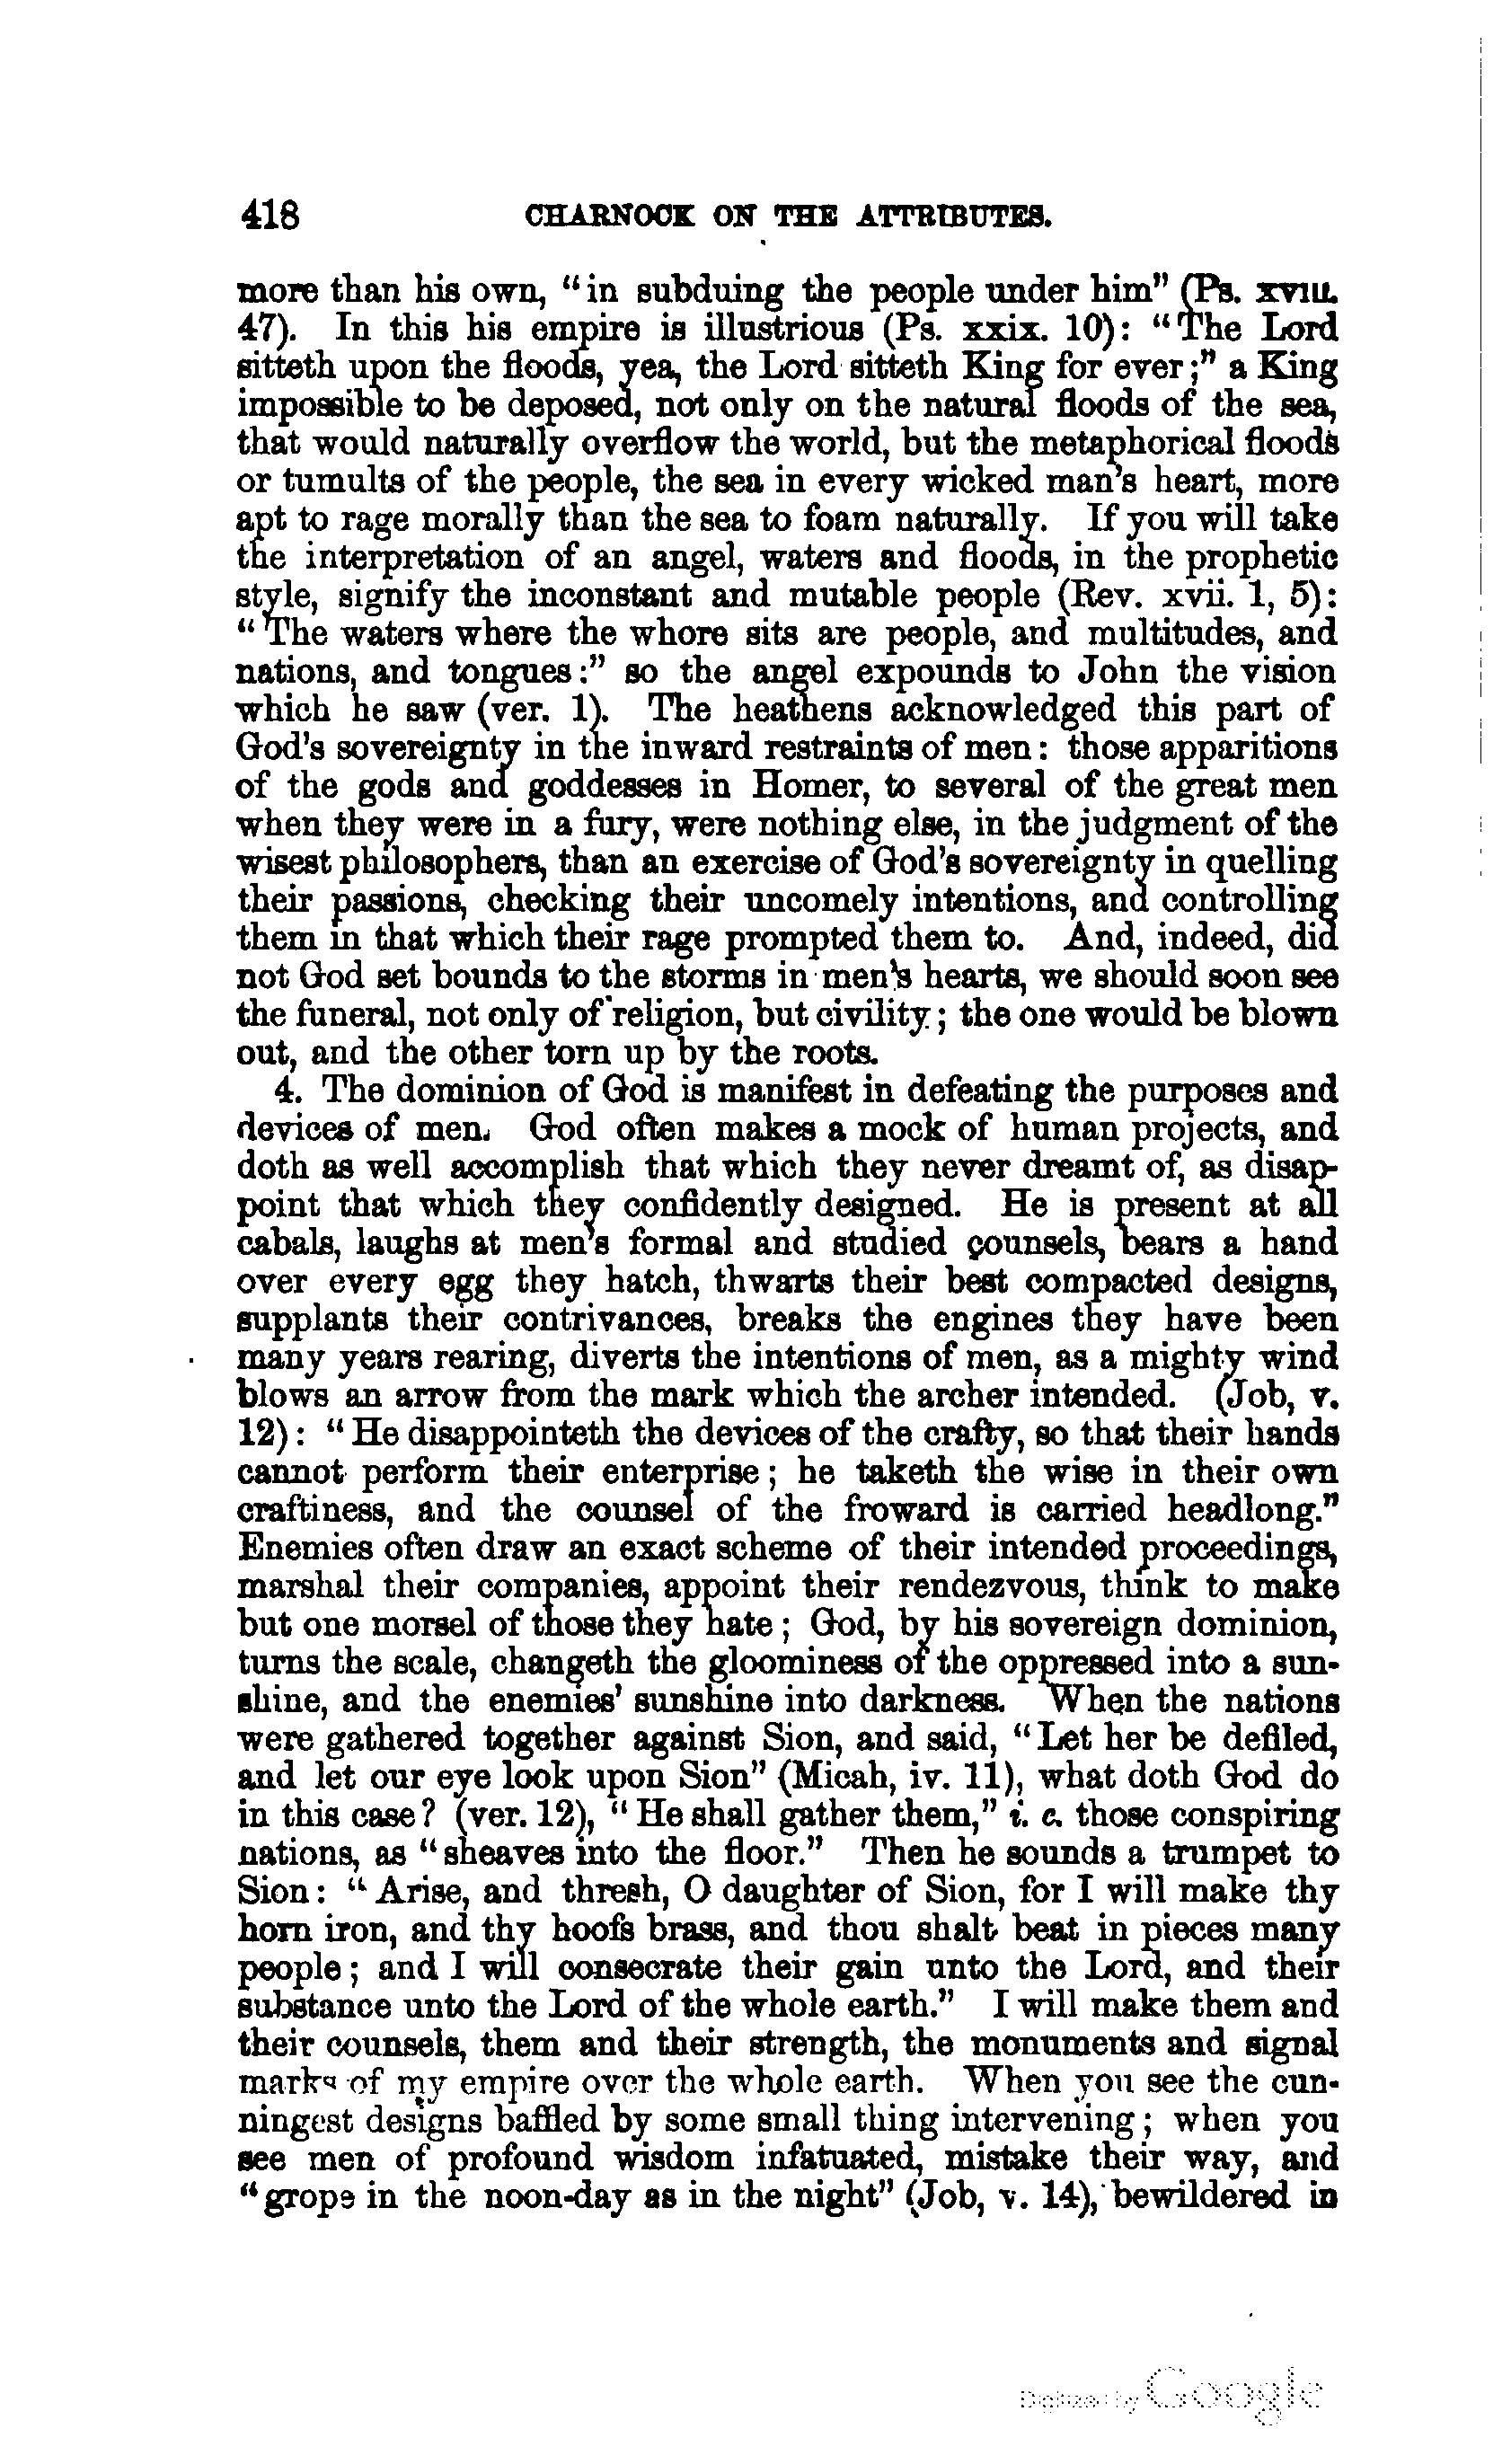 418 CHARNOCK ON THE ATTRIBUTES.
more than his own, "in subduing the people under him" (Ps. xviii.
47). In this his empire is illustrious (Ps. xxix. 10): "The Lord
sitteth upon the floods, yea, the Lord sitteth King for ever;" a King
impossible to be deposed, not only on the natural floods of the sea,
that would naturally overflow the world, but the metaphorical floods
or tumults of the people, the sea in every wicked man's heart, more
apt to rage morally than the sea to foam naturally. If you will take
the interpretation of an angel, waters and floods, in the prophetic
style, signify the inconstant and mutable people (Rev. xvii. 1, 5):
"The waters where the whore sits are people, and multitudes, and
nations, and tongues:" so the angel expounds to John the vision
which he saw (ver. 1). The heathens acknowledged this part of
God's sovereignty in the inward restraints of men: those apparitions
of the gods and goddesses in Homer, to several of the great men
when they were in a fury, were nothing else, in the judgment of the
wisest philosophers, than an exercise of God's sovereignty in quelling
their passions, checking their uncomely intentions, and controlling
them in that which their rage prompted them to. And, indeed, did
not God set bounds to the storms in men's hearts, we should soon see
the funeral, not only of religion, but civility; the one would be blown
out, and the other torn up by the roots.
4. The dominion of God is manifest in defeating the purposes and
devices of men. God often makes a mock of human projects, and
doth as well accomplish that which they never dreamt of, as disap-
point that which they confidently designed. He is present at all
cabals, laughs at men's formal and studied counsels, bears a hand
over every egg they hatch, thwarts their best compacted designs,
supplants their contrivances, breaks the engines they have been
many years rearing, diverts the intentions of men, as a mighty wind
blows an arrow from the mark which the archer intended. (Job, v.
12): "He disappointeth the devices of the crafty, so that their hands
cannot perform their enterprise; he taketh the wise in their own
craftiness, and the counsel of the froward is carried headlong."
Enemies often draw an exact scheme of their intended proceedings,
marshal their companies, appoint their rendezvous, think to make
but one morsel of those they hate; God, by his sovereign dominion,
turns the scale, changeth the gloominess of the oppressed into a sun-
shine, and the enemies' sunshine into darkness. When the nations
were gathered together against Sion, and said, "Let her be defiled,
and let our eye look upon Sion" (Micah, iv. 11), what doth God do
in this case? (ver. 12), "He shall gather them," i. e. those conspiring
nations, as "sheaves into the floor." Then he sounds a trumpet to
Sion: "Arise, and thresh, O daughter of Sion, for I will make thy
horn iron, and thy hoofs brass, and thou shalt beat in pieces many
people; and I will consecrate their gain unto the Lord, and their
substance unto the Lord of the whole earth." I will make them and
their counsels, them and their strength, the monuments and signal
marks of my empire over the whole earth. When you see the cun-
ningest designs baffled by some small thing intervening; when you
see men of profound wisdom infatuated, mistake their way, and
"grope in the noon-day as in the night" (Job, v. 14), bewildered in
Digitized by Google